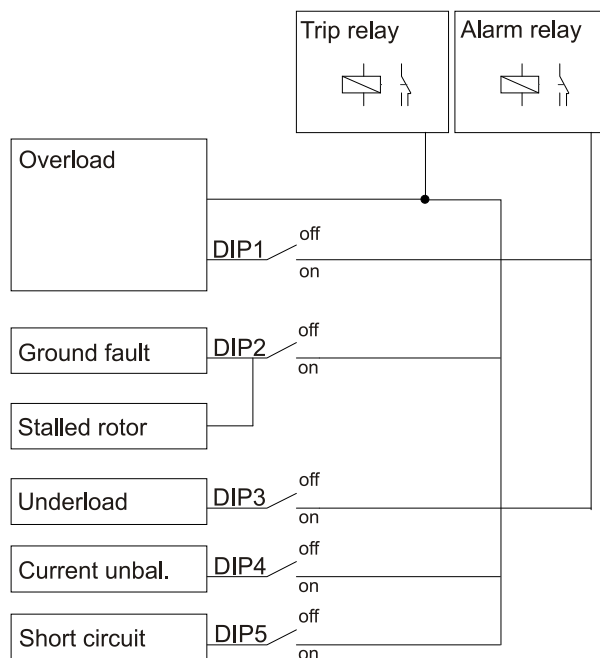 Trip relay
Alarm relay
Overload
DIP1
off
on
Ground fault
DIP2
off
on
Stalled rotor
Underload
DIP3
off
on
Current unbal.
DIP4
off
on
Short circuit
DIP5
off
on